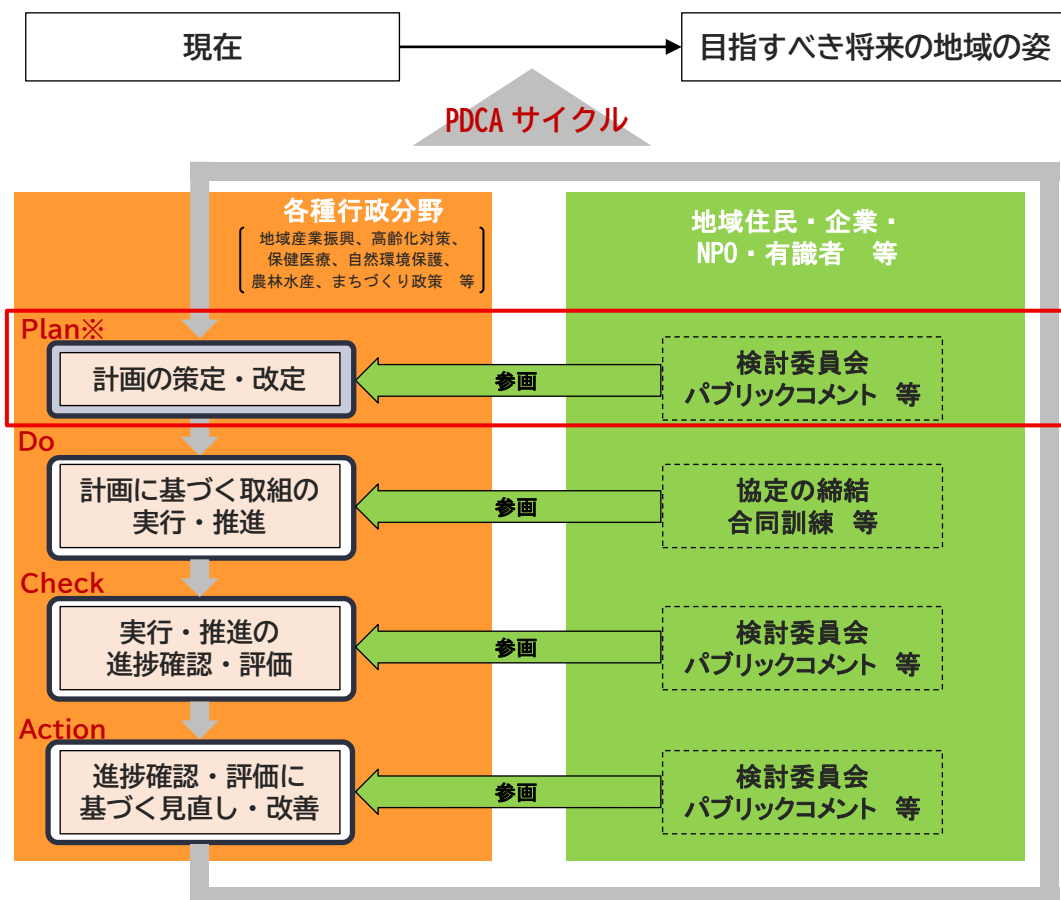 現在
目指すべき将来の地域の姿
PDCA サイクル
各種行政分野
地域産業振興、高齢化対策、
保健医療、自然環境保護、
農林水産、まちづくり政策 等
地域住民・企業・
NPO・有識者 等
Plan※
計画の策定・改定
参画
検討委員会
パブリックコメント 等
Do
計画に基づく取組の
実行・推進
参画
協定の締結
合同訓練 等
Check
実行・推進の
進捗確認・評価
参画
検討委員会
パブリックコメント 等
Action
進捗確認・評価に
基づく見直し・改善
参画
検討委員会
パブリックコメント 等